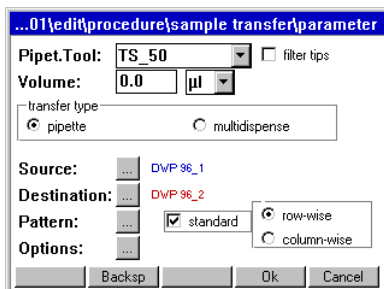 ...01\edit\procedure\sample transfer\parameter
Pipet.Tool: TS_50 filter tips
Volume: 0.0 µl
transfer type
pipette multidispense
Source: ... DWP 96_1
Destination: ... DWP 96_2
Pattern: ... standard row-wise
column-wise
Options: ...
Backsp Ok Cancel